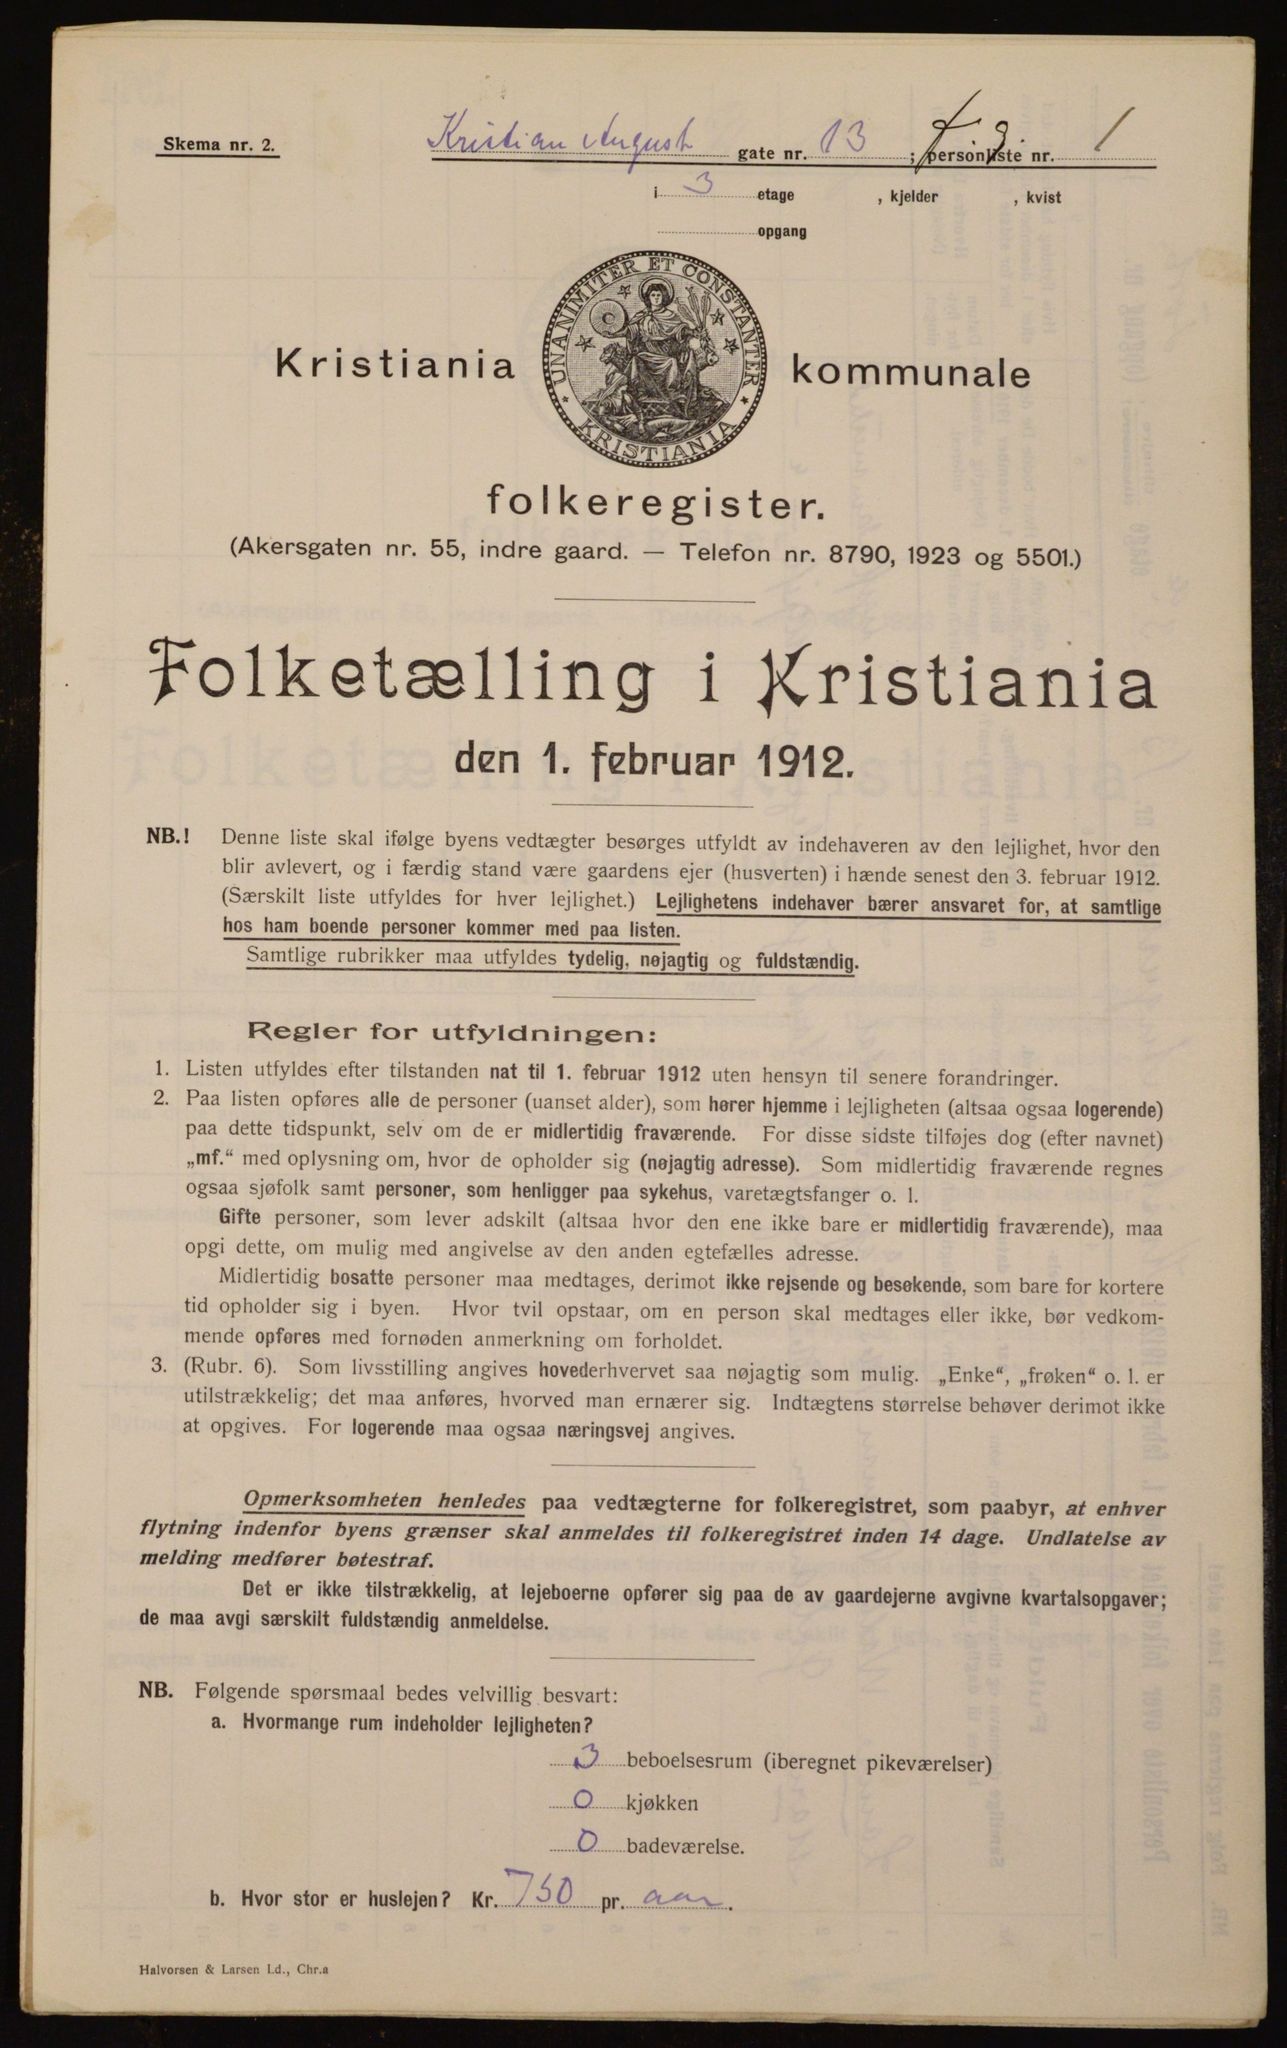 Skema nr. 2.
Kristian August gate nr. 13 ; personliste nr. 1
i 3 etage , kjelder , kvist
opgang
UNANIMITER ET CONSTANTER
KRISTIANIA
Kristiania kommunale
folkeregister.
(Akersgaten nr. 55, indre gaard. — Telefon nr. 8790, 1923 og 5501.)
Folketælling i Kristiania
den 1. februar 1912.
NB.! Denne liste skal ifølge byens vedtægter besørges utfyldt av indehaveren av den lejlighet, hvor den
blir avlevert, og i færdig stand være gaardens ejer (husverten) i hænde senest den 3. februar 1912.
(Særskilt liste utfyldes for hver lejlighet.) Lejlighetens indehaver bærer ansvaret for, at samtlige
hos ham boende personer kommer med paa listen.
Samtlige rubrikker maa utfyldes tydelig, nøjagtig og fuldstændig.
Regler for utfyldningen:
1. Listen utfyldes efter tilstanden nat til 1. februar 1912 uten hensyn til senere forandringer.
2. Paa listen opføres alle de personer (uanset alder), som hører hjemme i lejligheten (altsaa ogsaa logerende)
paa dette tidspunkt, selv om de er midlertidig fraværende. For disse sidste tilføjes dog (efter navnet)
„mf.“ med oplysning om, hvor de opholder sig (nøjagtig adresse). Som midlertidig fraværende regnes
ogsaa sjøfolk samt personer, som henligger paa sykehus, varetægtsfanger o. l.
Gifte personer, som lever adskilt (altsaa hvor den ene ikke bare er midlertidig fraværende), maa
opgi dette, om mulig med angivelse av den anden egtefælles adresse.
Midlertidig bosatte personer maa medtages, derimot ikke rejsende og besøkende, som bare for kortere
tid opholder sig i byen. Hvor tvil opstaar, om en person skal medtages eller ikke, bør vedkom-
mende opføres med fornøden anmerkning om forholdet.
3. (Rubr. 6). Som livsstilling angives hovederhvervet saa nøjagtig som mulig. „Enke“, „frøken“ o. l. er
utilstrækkelig; det maa anføres, hvorved man ernærer sig. Indtægtens størrelse behøver derimot ikke
at opgives. For logerende maa ogsaa næringsvej angives.
Opmerksomheten henledes paa vedtægterne for folkeregistret, som paabyr, at enhver
flytning indenfor byens grænser skal anmeldes til folkeregistret inden 14 dage. Undlatelse av
melding medfører bøtestraf.
Det er ikke tilstrækkelig, at lejeboerne opfører sig paa de av gaardejerne avgivne kvartalsopgaver;
de maa avgi særskilt fuldstændig anmeldelse.
NB. Følgende spørsmaal bedes velvillig besvart:
a. Hvormange rum indeholder lejligheten?
3 beboelsesrum (iberegnet pikeværelser)
0 kjøkken
0 badeværelse.
b. Hvor stor er huslejen? Kr. 750 pr. aar.
Halvorsen & Larsen Ld., Chr.a